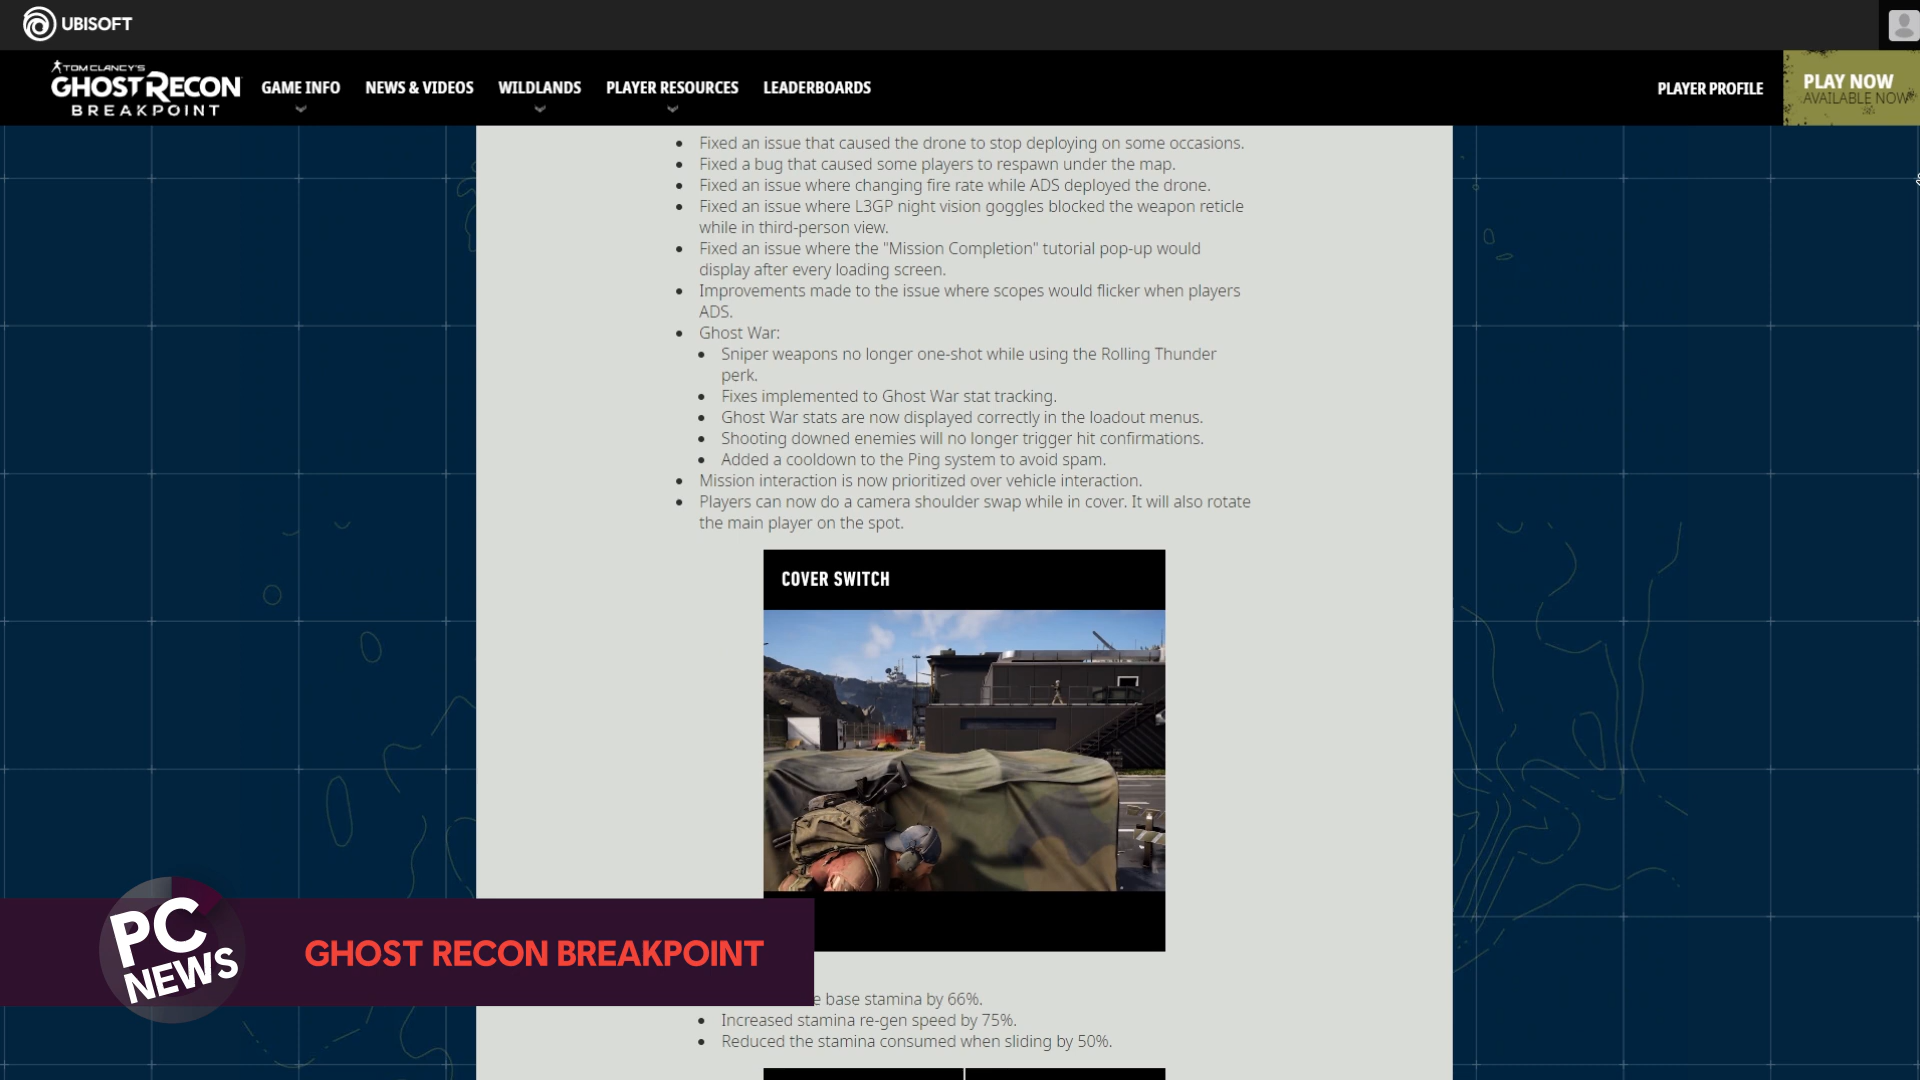 UBISOFT
TOM CLANCY'S
GHOST RECON
BREAKPOINT
GAME INFO
NEWS & VIDEOS
WILDLANDS
PLAYER RESOURCES
LEADERBOARDS
PLAYER PROFILE
PLAY NOW
AVAILABLE NOW
Fixed an issue that caused the drone to stop deploying on some occasions.
Fixed a bug that caused some players to respawn under the map.
Fixed an issue where changing fire rate while ADS deployed the drone.
Fixed an issue where L3GP night vision goggles blocked the weapon reticle
while in third-person view.
Fixed an issue where the "Mission Completion" tutorial pop-up would
display after every loading screen.
Improvements made to the issue where scopes would flicker when players
ADS.
Ghost War:
Sniper weapons no longer one-shot while using the Rolling Thunder
perk.
Fixes implemented to Ghost War stat tracking.
Ghost War stats are now displayed correctly in the loadout menus.
Shooting downed enemies will no longer trigger hit confirmations.
Added a cooldown to the Ping system to avoid spam.
Mission interaction is now prioritized over vehicle interaction.
Players can now do a camera shoulder swap while in cover. It will also rotate
the main player on the spot.
COVER SWITCH
PC
NEWS
GHOST RECON BREAKPOINT
base stamina by 66%.
Increased stamina re-gen speed by 75%.
Reduced the stamina consumed when sliding by 50%.